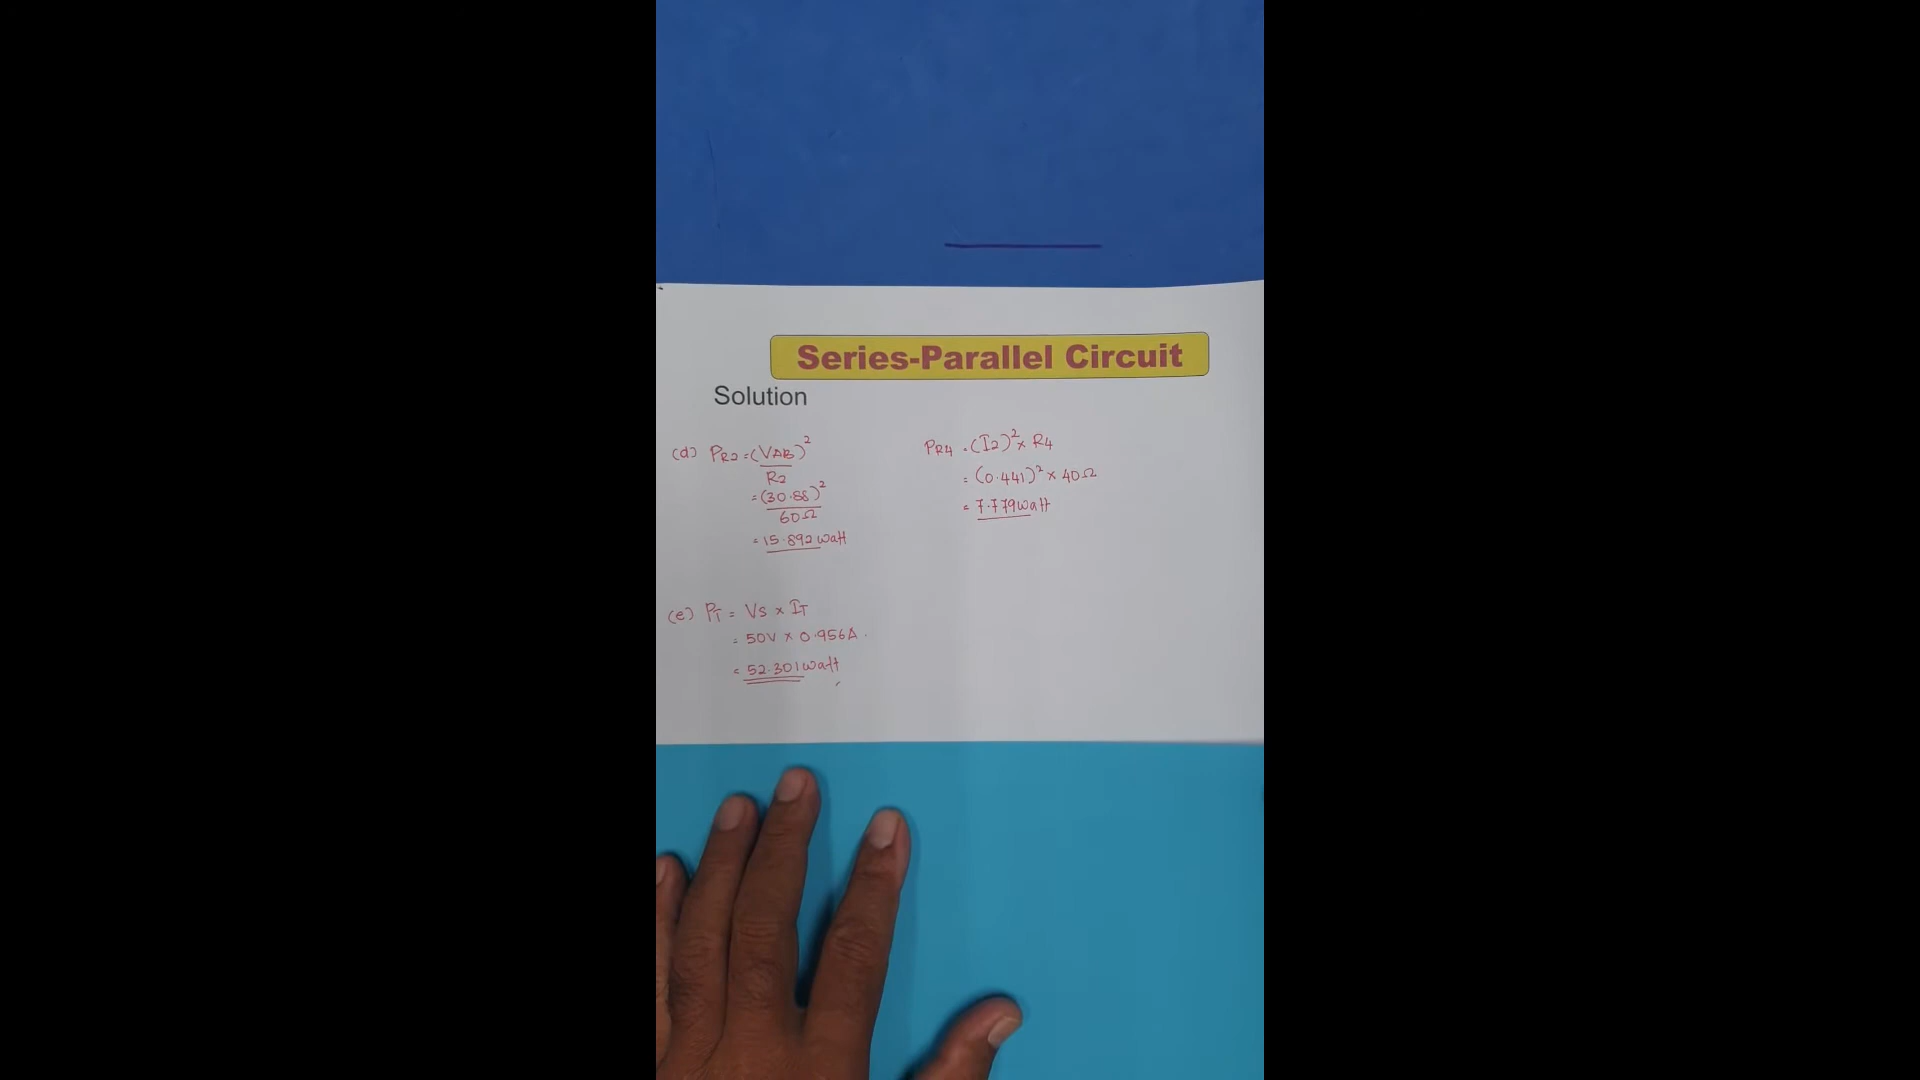 Series-Parallel Circuit
Solution
(d) PR2 = (VAB)²
R2
= (30.88)²
60Ω
= 15.892 watt
PR4 = (I2)² × R4
= (0.441)² × 40Ω
= 7.779 watt
(e) PT = Vs × IT
= 50V × 0.956A.
= 52.301 watt